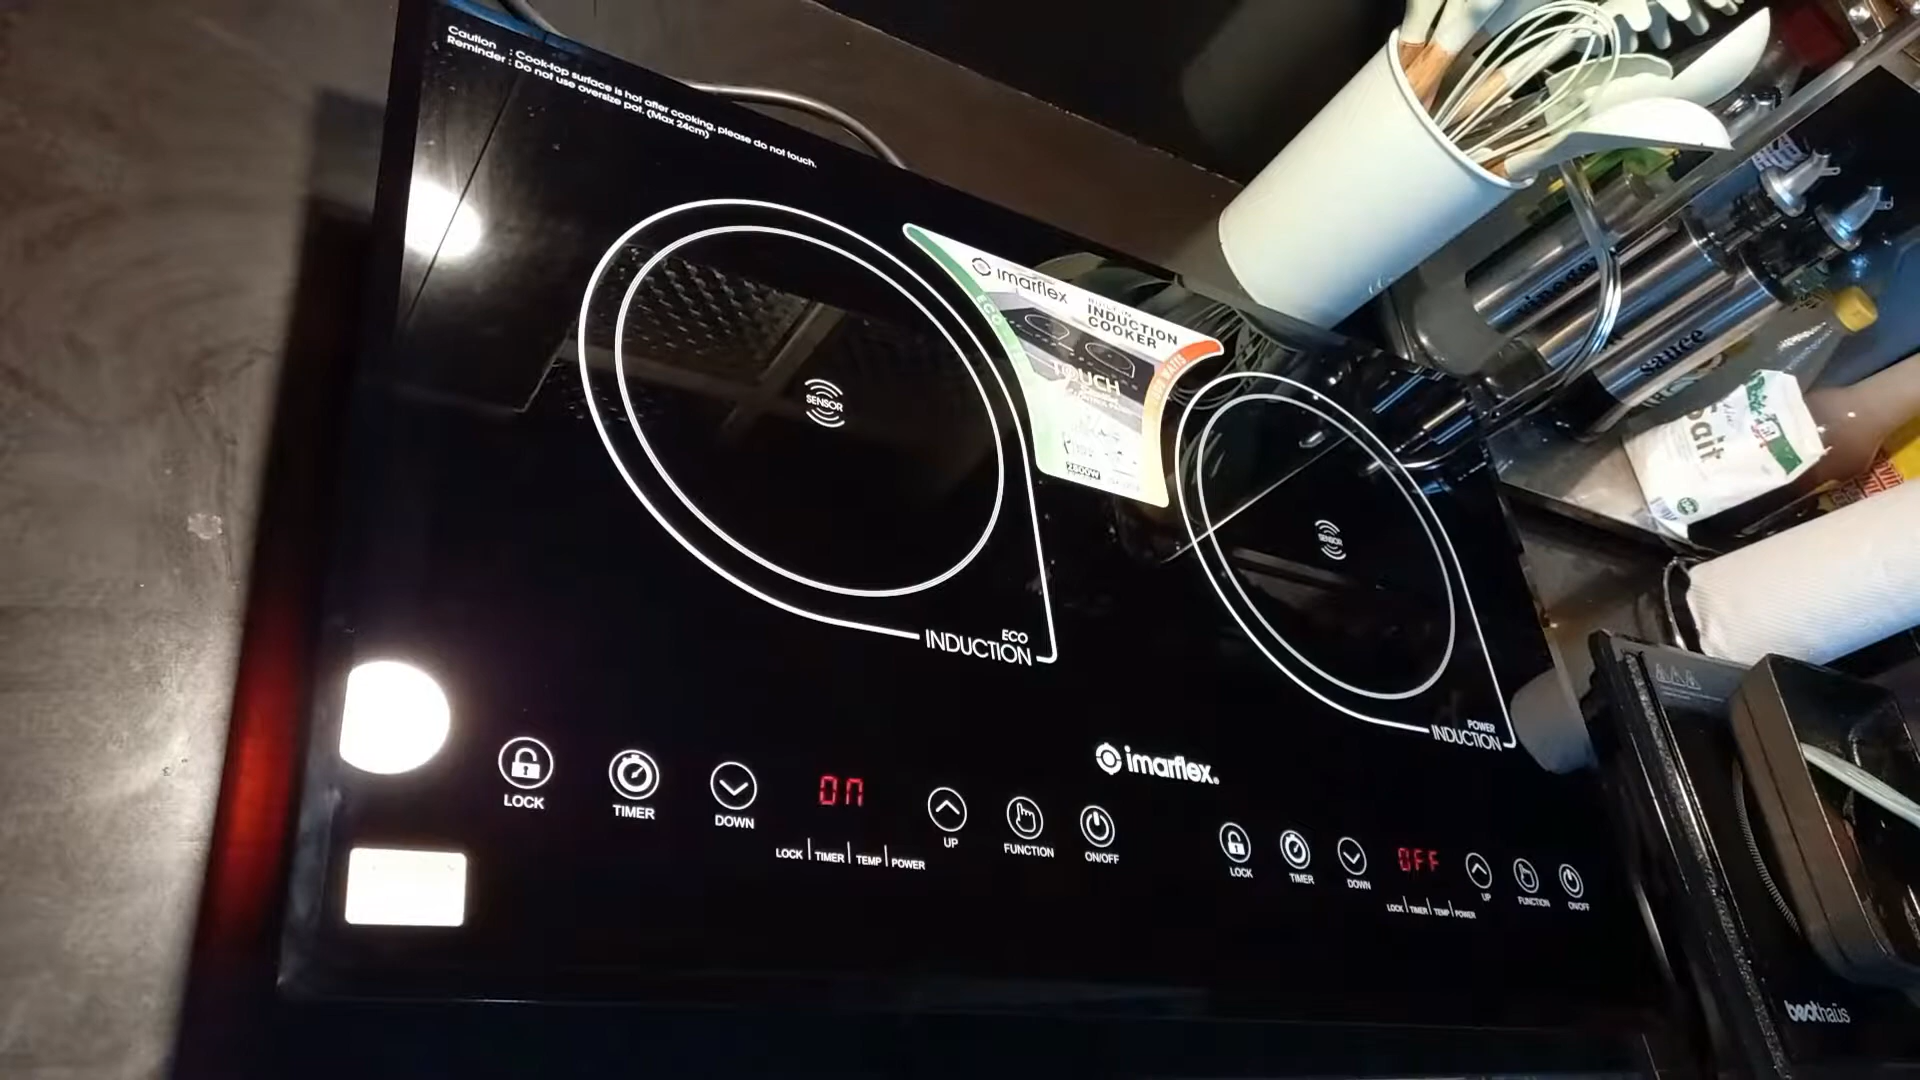 Caution : Cook-top surface is hot after cooking, please do not touch.
Reminder : Do not use oversize pot. (Max 24cm)
SENSOR
ECO
INDUCTION
imarflex
INDUCTION
COOKER
ECO
TOUCH
2800W
SENSOR
POWER
INDUCTION
imarflex
LOCK
TIMER
DOWN
ON
LOCK TIMER TEMP POWER
UP
FUNCTION
ON/OFF
LOCK
TIMER
DOWN
OFF
LOCK TIMER TEMP POWER
UP
FUNCTION
ON/OFF
sauce
besthaüs